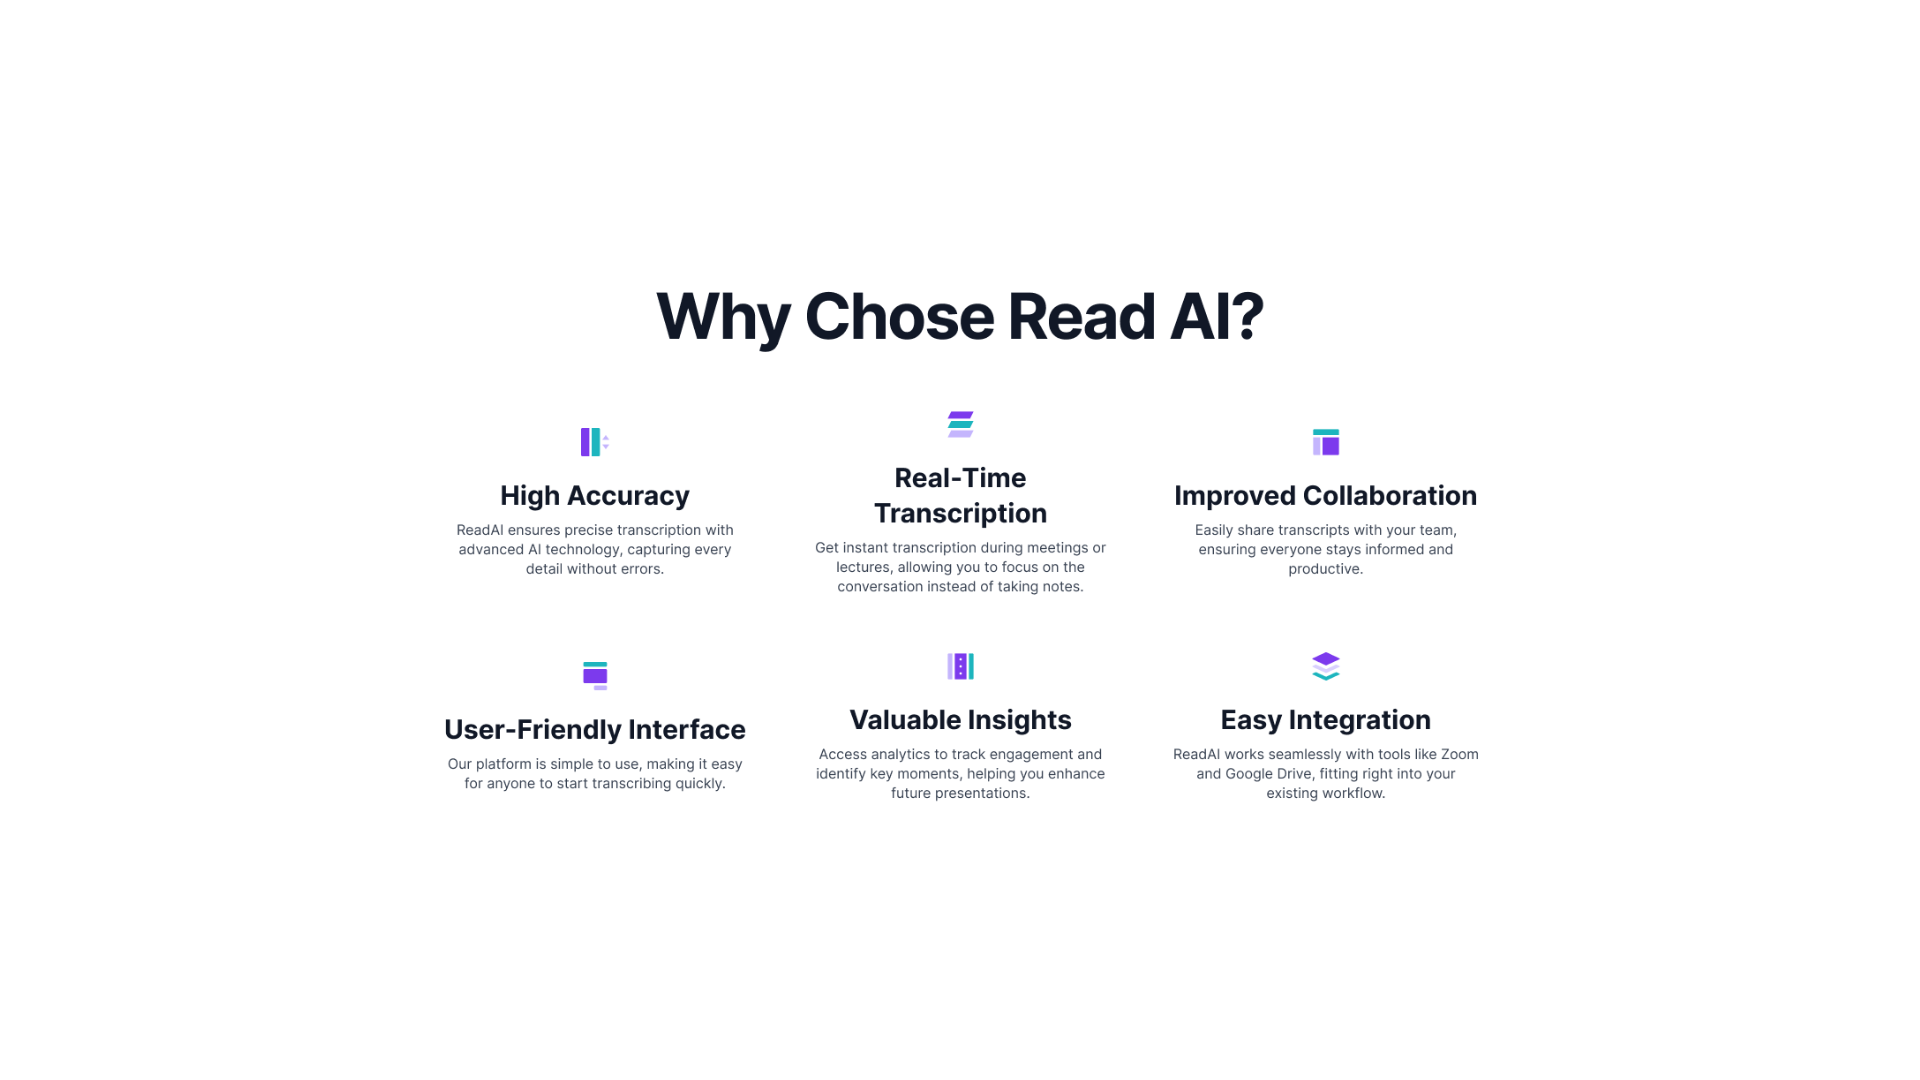 Why Chose Read AI?
High Accuracy
ReadAI ensures precise transcription with
advanced AI technology, capturing every
detail without errors.
Real-Time
Transcription
Get instant transcription during meetings or
lectures, allowing you to focus on the
conversation instead of taking notes.
Improved Collaboration
Easily share transcripts with your team,
ensuring everyone stays informed and
productive.
User-Friendly Interface
Our platform is simple to use, making it easy
for anyone to start transcribing quickly.
Valuable Insights
Access analytics to track engagement and
identify key moments, helping you enhance
future presentations.
Easy Integration
ReadAI works seamlessly with tools like Zoom
and Google Drive, fitting right into your
existing workflow.